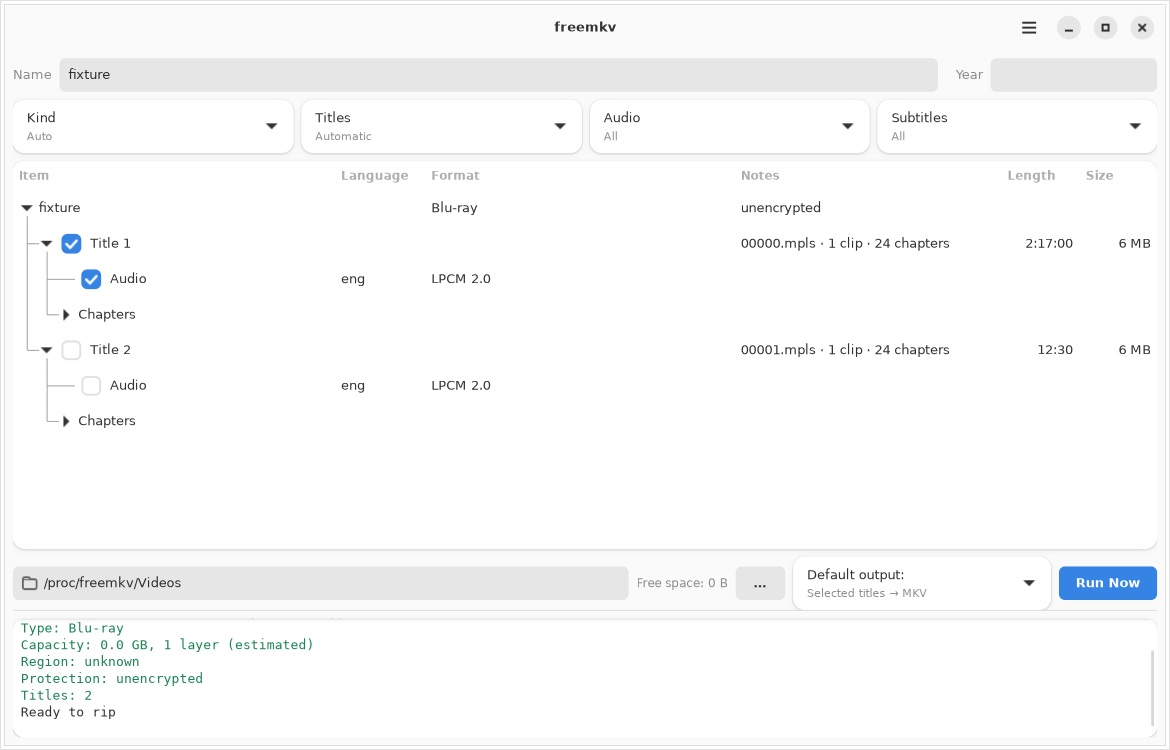 freemkv
Name fixture Year
Kind
Auto
Titles
Automatic
Audio
All
Subtitles
All
Item Language Format Notes Length Size
fixture Blu-ray unencrypted
Title 1 00000.mpls · 1 clip · 24 chapters 2:17:00 6 MB
Audio eng LPCM 2.0
Chapters
Title 2 00001.mpls · 1 clip · 24 chapters 12:30 6 MB
Audio eng LPCM 2.0
Chapters
/proc/freemkv/Videos Free space: 0 B ...
Default output:
Selected titles → MKV
Run Now
Type: Blu-ray
Capacity: 0.0 GB, 1 layer (estimated)
Region: unknown
Protection: unencrypted
Titles: 2
Ready to rip